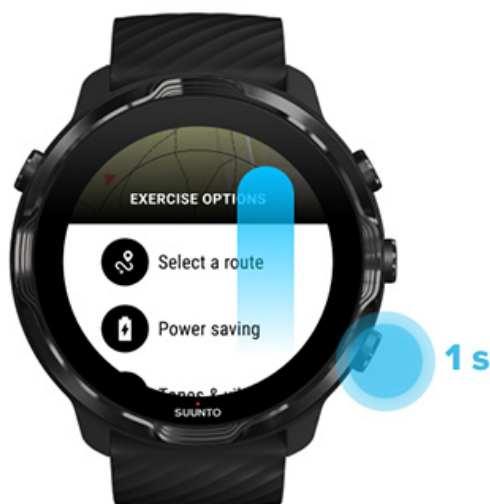 EXERCISE OPTIONS
Select a route
Power saving
1 s
SUUNTO